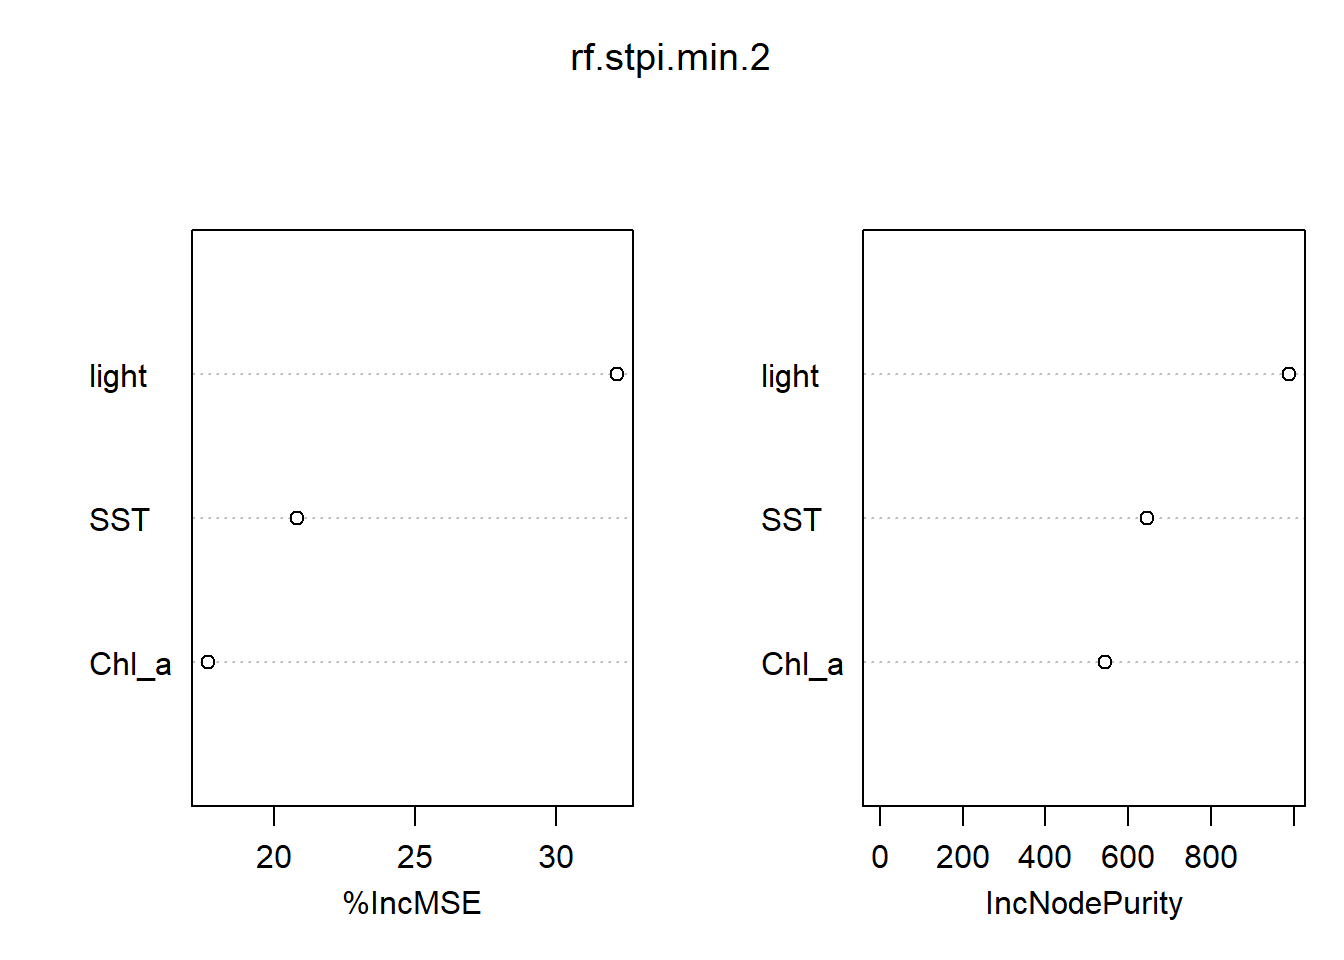 rf.stpi.min.2
light
SST
Chl_a
20 25 30
%IncMSE
light
SST
Chl_a
0 200 400 600 800
IncNodePurity